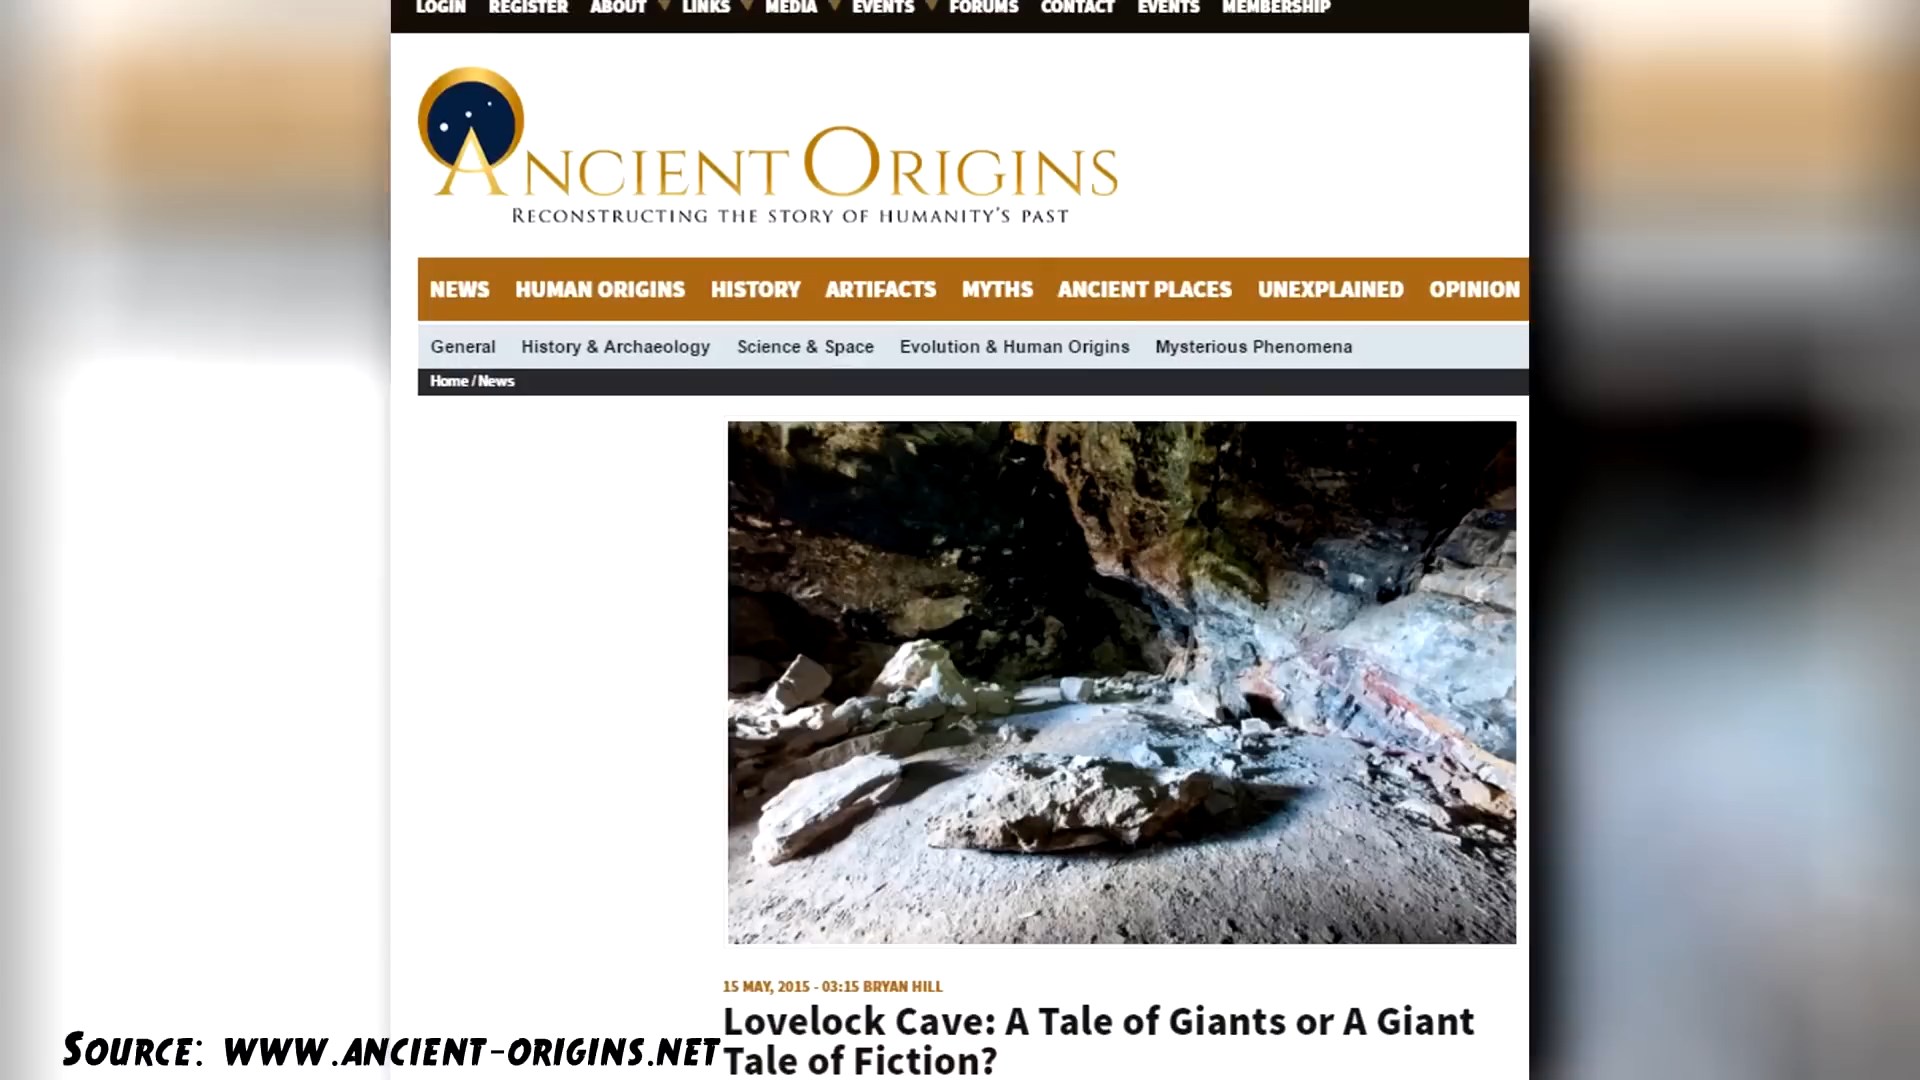 LOGIN REGISTER ABOUT LINKS MEDIA EVENTS FORUMS CONTACT EVENTS MEMBERSHIP
ANCIENT ORIGINS
RECONSTRUCTING THE STORY OF HUMANITY'S PAST
NEWS HUMAN ORIGINS HISTORY ARTIFACTS MYTHS ANCIENT PLACES UNEXPLAINED OPINION
General History & Archaeology Science & Space Evolution & Human Origins Mysterious Phenomena
Home / News
15 MAY, 2015 - 03:15 BRYAN HILL
Lovelock Cave: A Tale of Giants or A Giant
Tale of Fiction?
SOURCE: WWW.ANCIENT-ORIGINS.NET